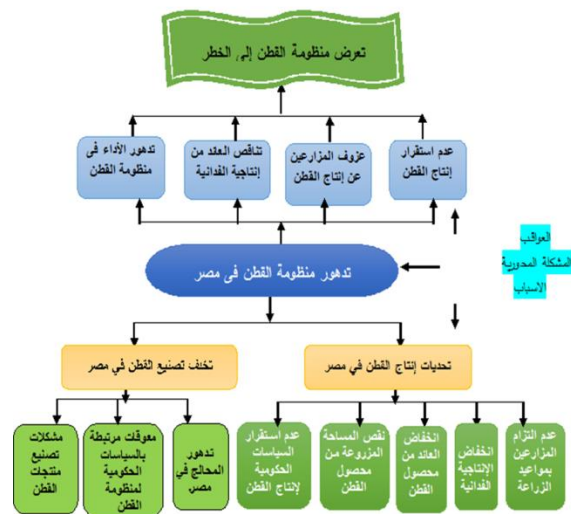 تعرض منظومة القطن إلى الخطر
عدم استقرار
إنتاج القطن
عزوف المزارعين
عن إنتاج القطن
تناقص العائد من
إنتاجية الفدانية
تدهور الأداء فى
منظومة القطن
العواقب
المشكلة المحورية
الاسباب
تدهور منظومة القطن فى مصر
تحديات إنتاج القطن في مصر
تخلف تصنيع القطن في مصر
عدم التزام
المزارعين
بمواعيد
الزراعة
انخفاض
الإنتاجية
الفدانية
انخفاض
العائد من
محصول
القطن
نقص المساحة
المزروعة من
محصول
القطن
عدم أستقرار
السياسات
الحكومية
لإنتاج القطن
تدهور
المحالج في
مصر
معوقات مرتبطة
بالسياسات
الحكومية
لمنظومة
القطن
مشكلات
تصنيع
منتجات
القطن